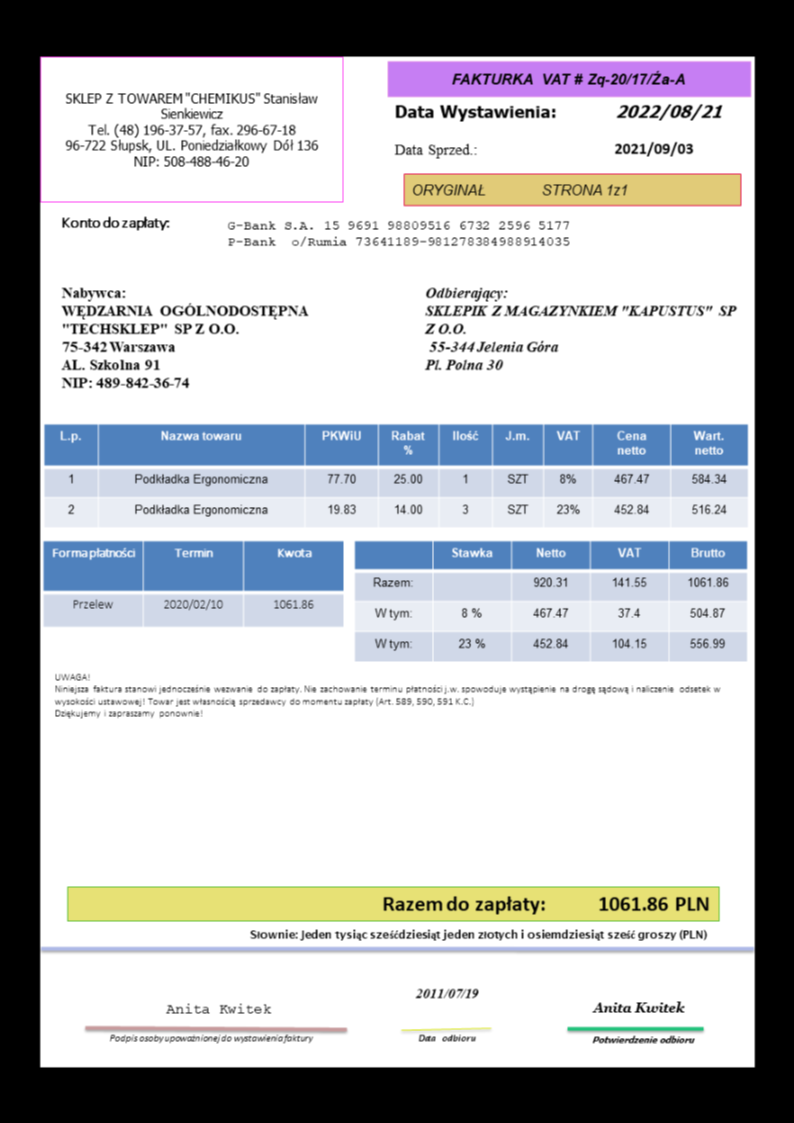 SKLEP Z TOWAREM "CHEMIKUS" Stanisław
Sienkiewicz
Tel. (48) 196-37-57, fax. 296-67-18
96-722 Słupsk, UL. Poniedziałkowy Dół 136
NIP: 508-488-46-20
FAKTURKA VAT # Zq-20/17/Ża-A
Data Wystawienia: 2022/08/21
Data Sprzed.: 2021/09/03
ORYGINAŁ STRONA 1z1
Konto do zapłaty: G-Bank S.A. 15 9691 98809516 6732 2596 5177
P-Bank o/Rumia 73641189-981278384988914035
Nabywca:
WĘDZARNIA OGÓLNODOSTĘPNA
"TECHSKLEP" SP Z O.O.
75-342 Warszawa
AL. Szkolna 91
NIP: 489-842-36-74
Odbierający:
SKLEPIK Z MAGAZYNKIEM "KAPUSTUS" SP
Z O.O.
55-344 Jelenia Góra
Pl. Polna 30
L.p. Nazwa towaru PKWiU Rabat % Ilość J.m. VAT Cena netto Wart. netto
1 Podkładka Ergonomiczna 77.70 25.00 1 SZT 8% 467.47 584.34
2 Podkładka Ergonomiczna 19.83 14.00 3 SZT 23% 452.84 516.24
Forma płatności Termin Kwota
Przelew 2020/02/10 1061.86
Stawka Netto VAT Brutto
Razem: 920.31 141.55 1061.86
W tym: 8 % 467.47 37.4 504.87
W tym: 23 % 452.84 104.15 556.99
UWAGA!
Niniejsza faktura stanowi jednocześnie wezwanie do zapłaty. Nie zachowanie terminu płatności j.w. spowoduje wystąpienie na drogę sądową i naliczenie odsetek w
wysokości ustawowej! Towar jest własnością sprzedawcy do momentu zapłaty (Art. 589, 590, 591 K.C.)
Dziękujemy i zapraszamy ponownie!
Razem do zapłaty: 1061.86 PLN
Słownie: Jeden tysiąc sześćdziesiąt jeden złotych i osiemdziesiąt sześć groszy (PLN)
Anita Kwitek
Podpis osoby upoważnionej do wystawienia faktury
2011/07/19
Data odbioru
Anita Kwitek
Potwierdzenie odbioru